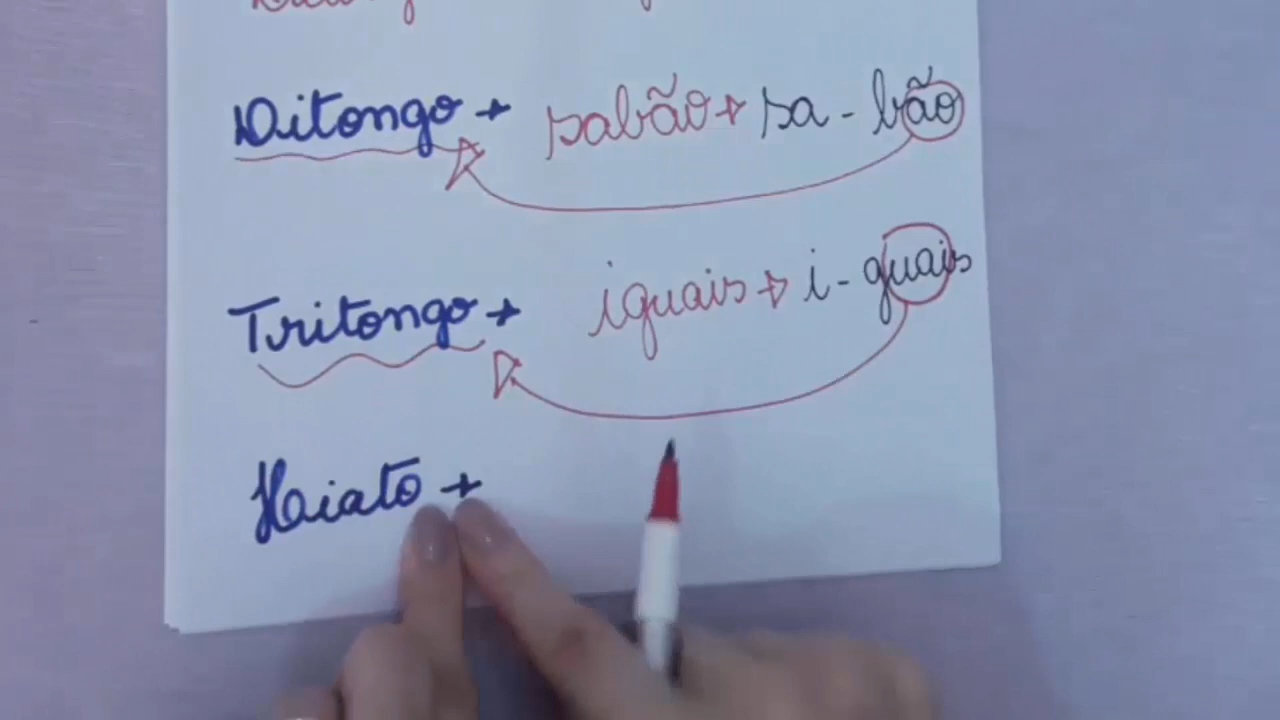 Ditongo → sabão → sa - bão
Tritongo → iguais → i - guais
Hiato →